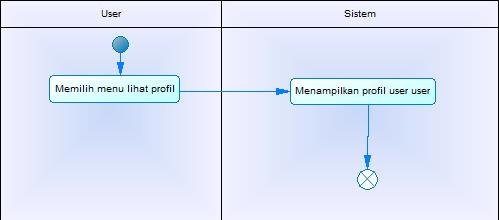 User
Sistem
Memilih menu lihat profil
Menampilkan profil user user